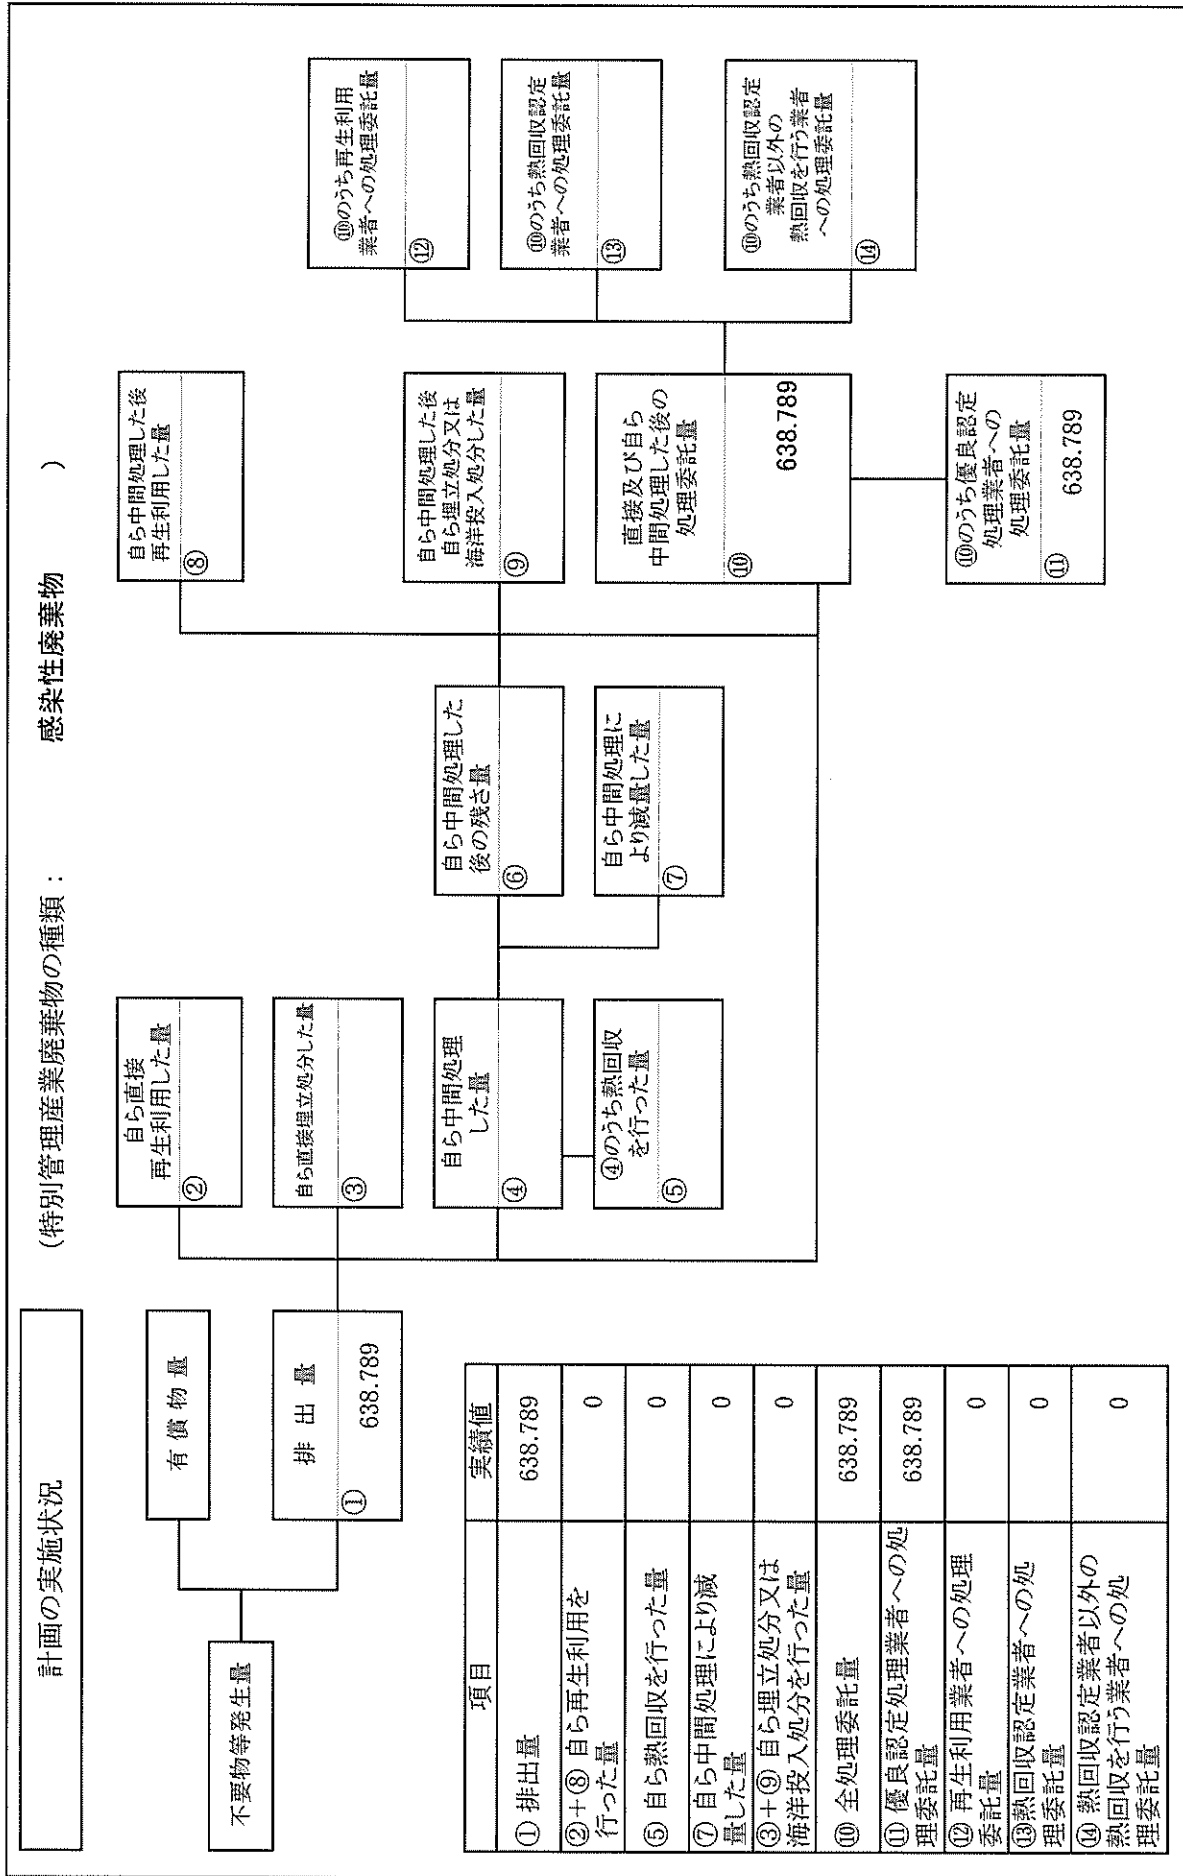 計画の実施状況
(特別管理産業廃棄物の種類： 感染性廃棄物 )
不要物等発生量
有償物量
排出量
①
638.789
自ら直接
再生利用した量
②
自ら直接埋立処分した量
③
自ら中間処理
した量
④
④のうち熱回収
を行った量
⑤
自ら中間処理した
後の残さ量
⑥
自ら中間処理に
より減量した量
⑦
自ら中間処理した後
再生利用した量
⑧
自ら中間処理した後
自ら埋立処分又は
海洋投入処分した量
⑨
直接及び自ら
中間処理した後の
処理委託量
⑩
638.789
⑩のうち優良認定
処理業者への
処理委託量
⑪
638.789
⑩のうち再生利用
業者への処理委託量
⑫
⑩のうち熱回収認定
業者への処理委託量
⑬
⑩のうち熱回収認定
業者以外の
熱回収を行う業者
への処理委託量
⑭
項目 実績値
① 排出量 638.789
②＋⑧ 自ら再生利用を
行った量 0
⑤ 自ら熱回収を行った量 0
⑦ 自ら中間処理により減
量した量 0
③＋⑨ 自ら埋立処分又は
海洋投入処分を行った量 0
⑩ 全処理委託量 638.789
⑪ 優良認定処理業者への処
理委託量 638.789
⑫ 再生利用業者への処理
委託量 0
⑬熱回収認定業者への処
理委託量 0
⑭ 熱回収認定業者以外の
熱回収を行う業者への処
理委託量 0